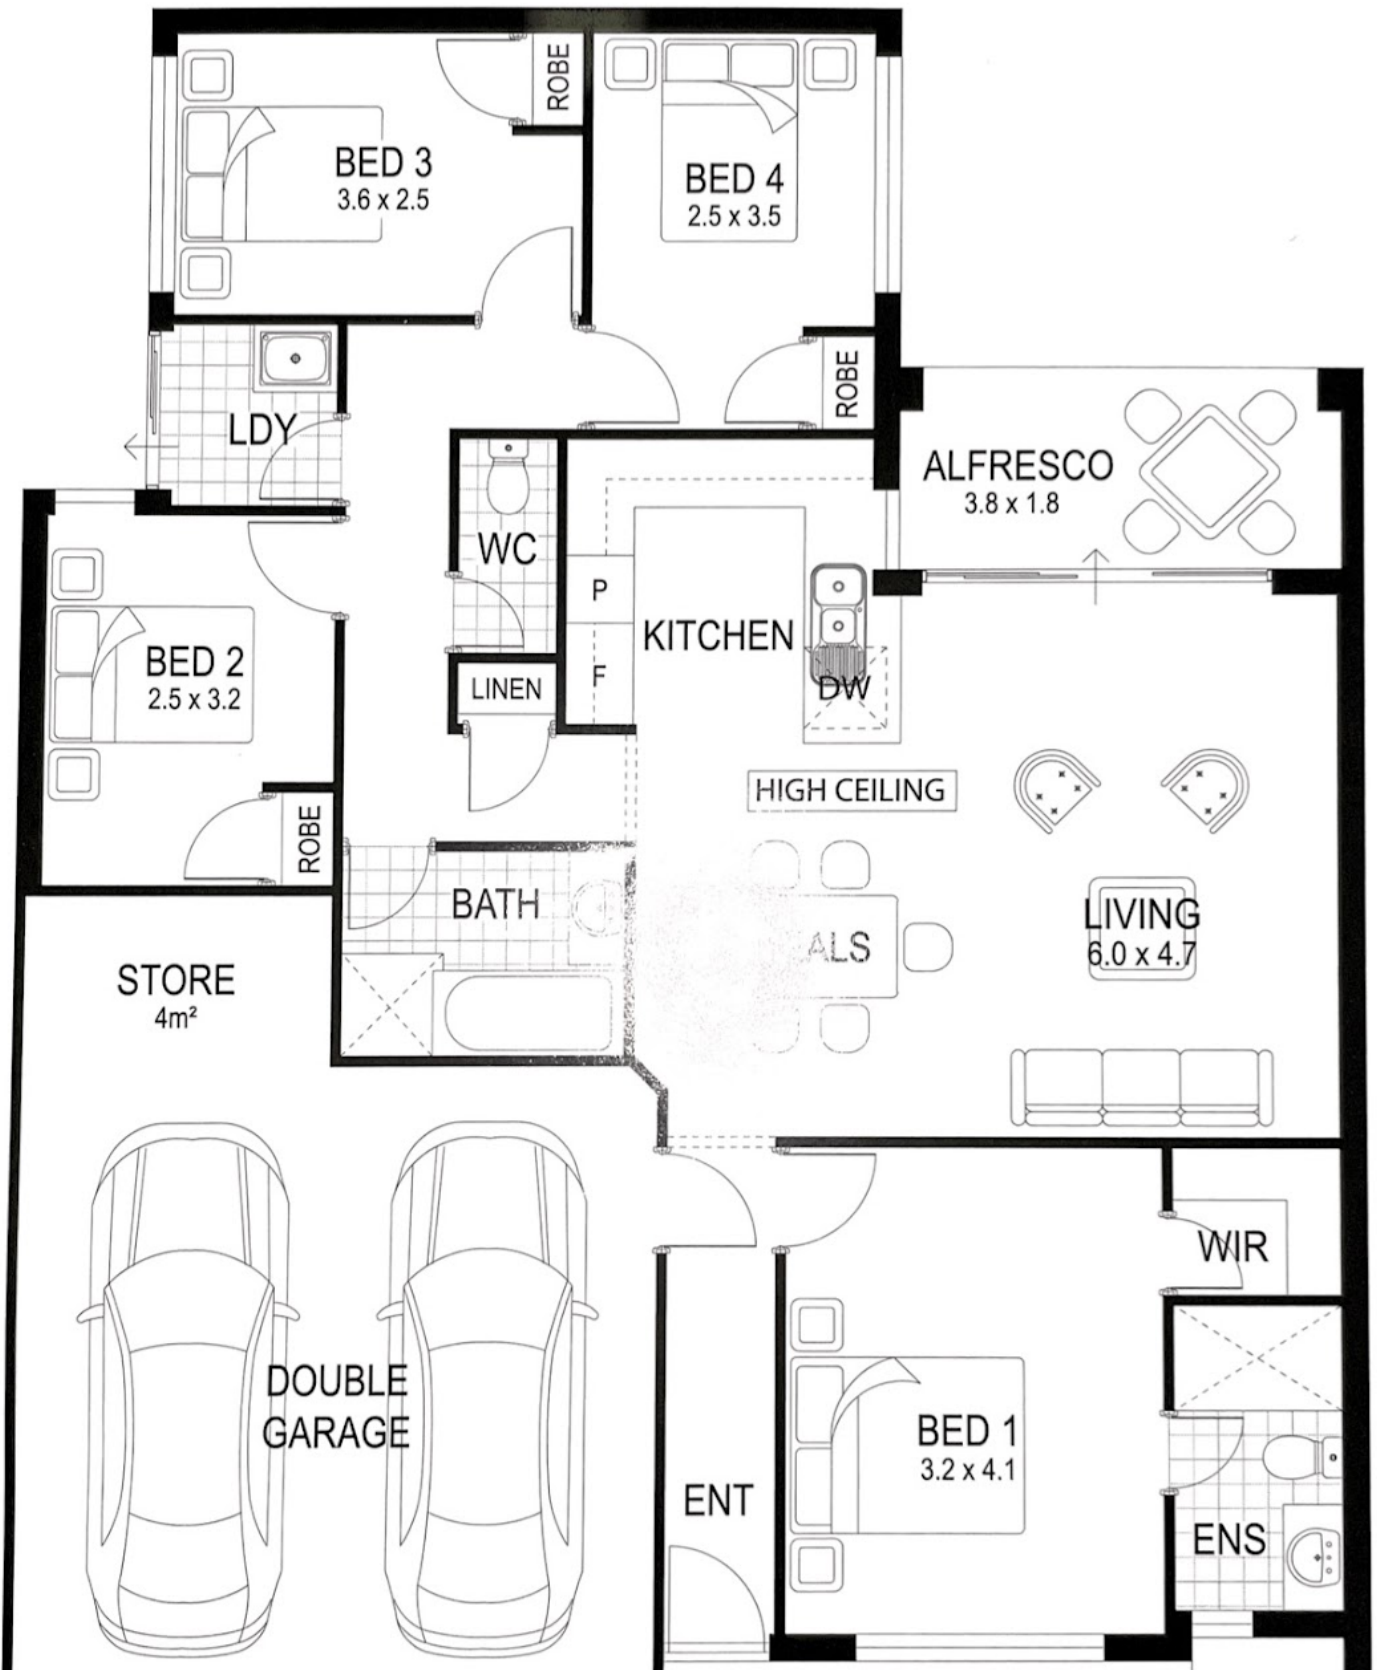 ROBE
BED 3
3.6 x 2.5
BED 4
2.5 x 3.5
ROBE
LDY
ALFRESCO
3.8 x 1.8
WC
P
KITCHEN
F
DW
BED 2
2.5 x 3.2
LINEN
HIGH CEILING
ROBE
BATH
LIVING
6.0 x 4.7
STORE
4m²
WIR
DOUBLE
GARAGE
BED 1
3.2 x 4.1
ENT
ENS